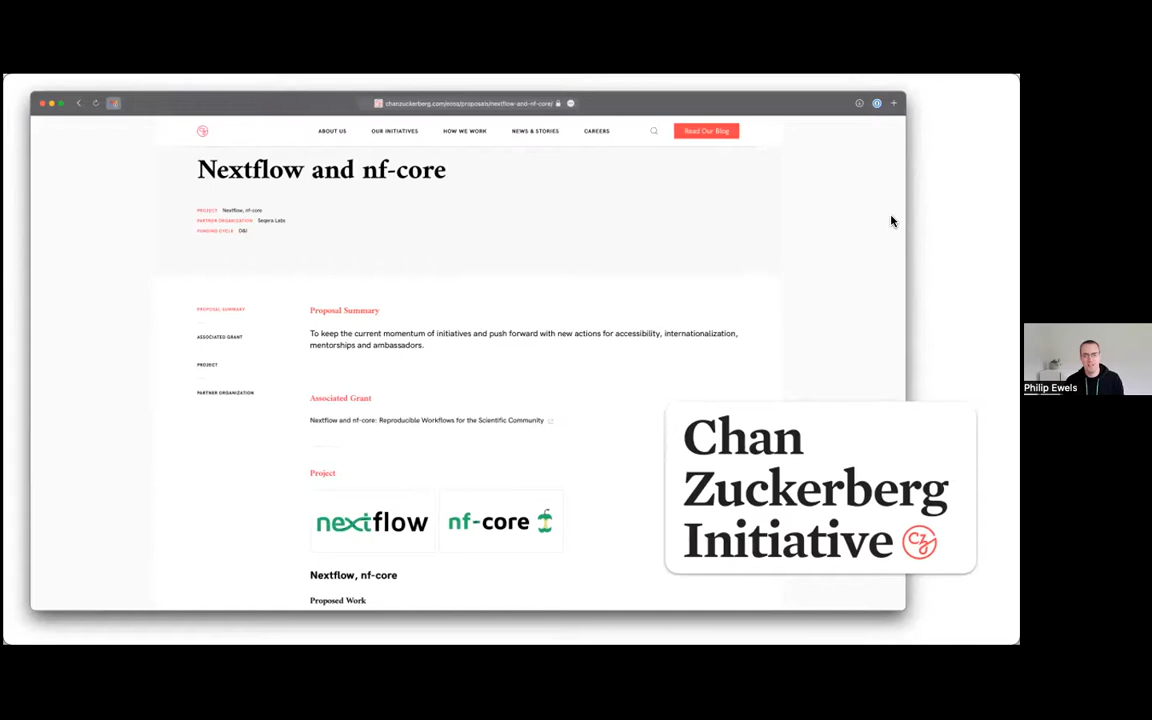 chanzuckerberg.com/eoss/proposals/nextflow-and-nf-core/
ABOUT US
OUR INITIATIVES
HOW WE WORK
NEWS & STORIES
CAREERS
Read Our Blog
Nextflow and nf-core
PROJECT Nextflow, nf-core
PARTNER ORGANIZATION Seqera Labs
FUNDING CYCLE D&I
PROPOSAL SUMMARY
ASSOCIATED GRANT
PROJECT
PARTNER ORGANIZATION
Proposal Summary
To keep the current momentum of initiatives and push forward with new actions for accessibility, internationalization,
mentorships and ambassadors.
Associated Grant
Nextflow and nf-core: Reproducible Workflows for the Scientific Community
Project
nextflow
nf-core
Nextflow, nf-core
Proposed Work
Chan
Zuckerberg
Initiative
cz
Philip Ewels